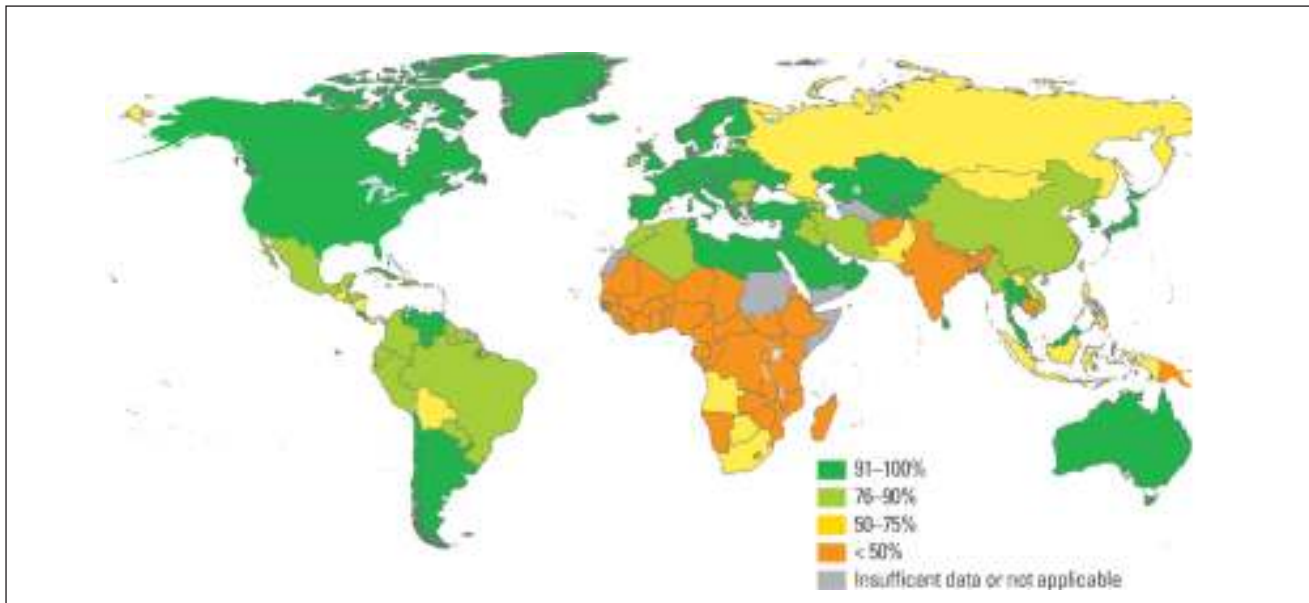 91–100%
76–90%
50–75%
< 50%
Insufficent data or not applicable